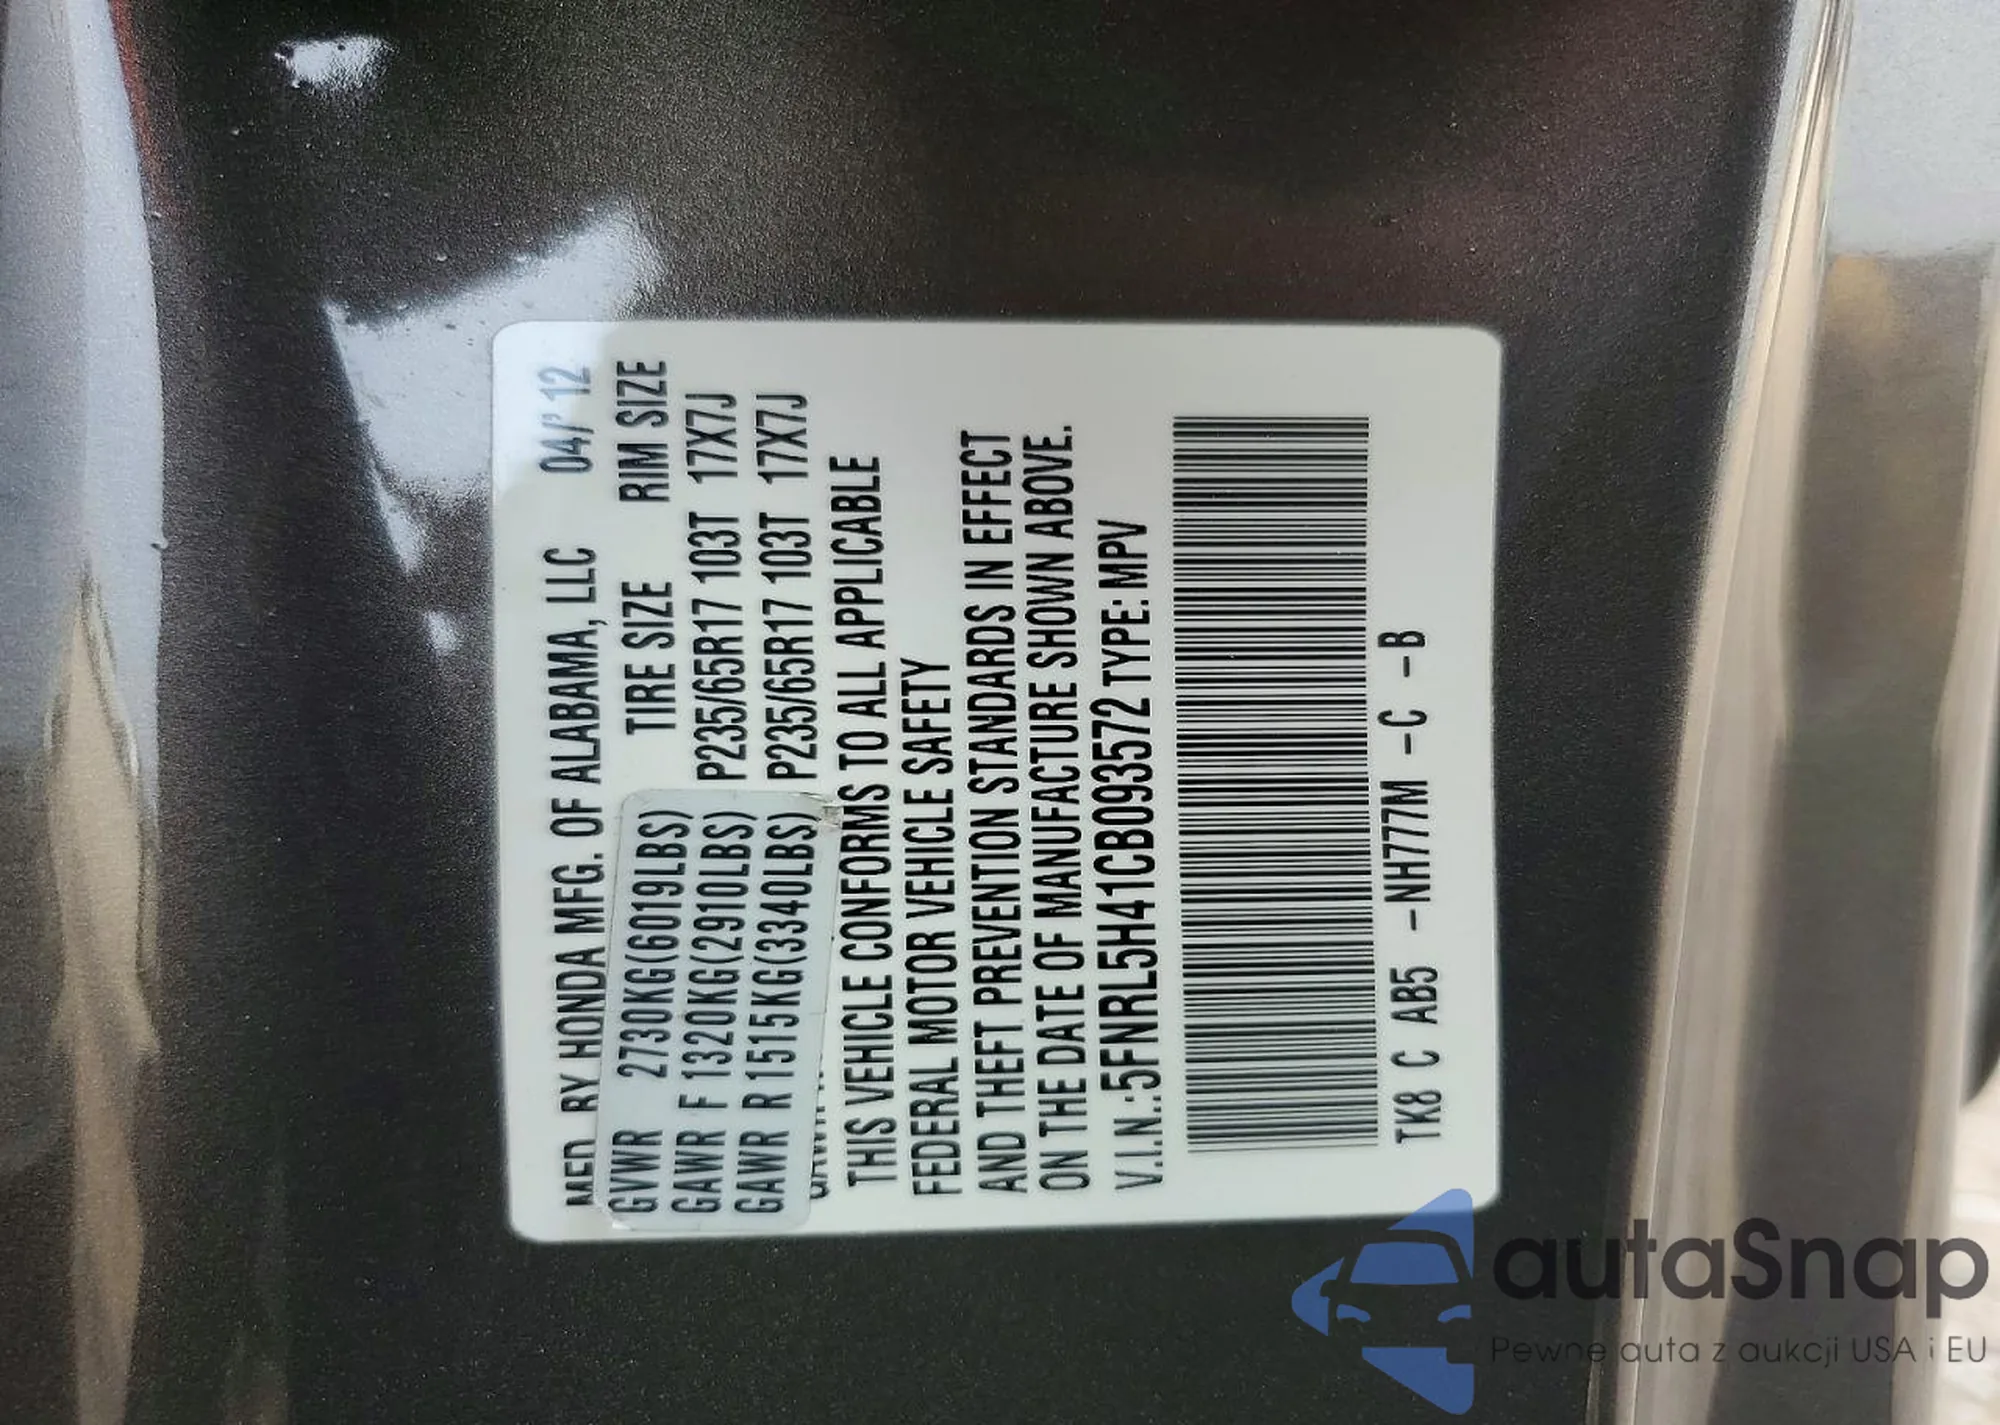 MFD. BY HONDA MFG. OF ALABAMA, LLC 04/'12
TIRE SIZE RIM SIZE
GVWR 2730KG(6019LBS)
GAWR F 1320KG(2910LBS) P235/65R17 103T 17X7J
GAWR R 1515KG(3340LBS) P235/65R17 103T 17X7J
THIS VEHICLE CONFORMS TO ALL APPLICABLE
FEDERAL MOTOR VEHICLE SAFETY
AND THEFT PREVENTION STANDARDS IN EFFECT
ON THE DATE OF MANUFACTURE SHOWN ABOVE.
V.I.N.:5FNRL5H41CB093572 TYPE: MPV
TK8 C AB5 -NH777M -C -B
autaSnap
Pewne auta z aukcji USA i EU